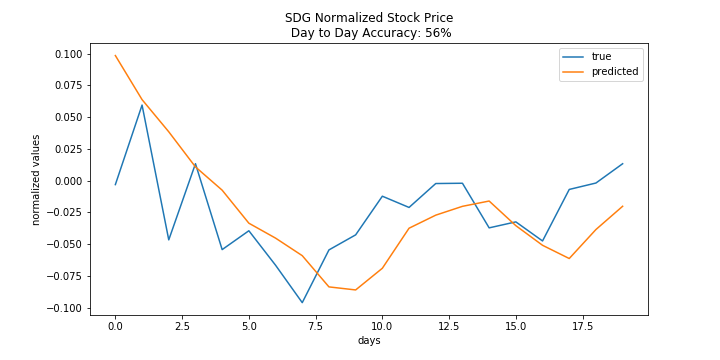 SDG Normalized Stock Price
Day to Day Accuracy: 56%
true
predicted
normalized values
0.100
0.075
0.050
0.025
0.000
−0.025
−0.050
−0.075
−0.100
0.0
2.5
5.0
7.5
10.0
12.5
15.0
17.5
days